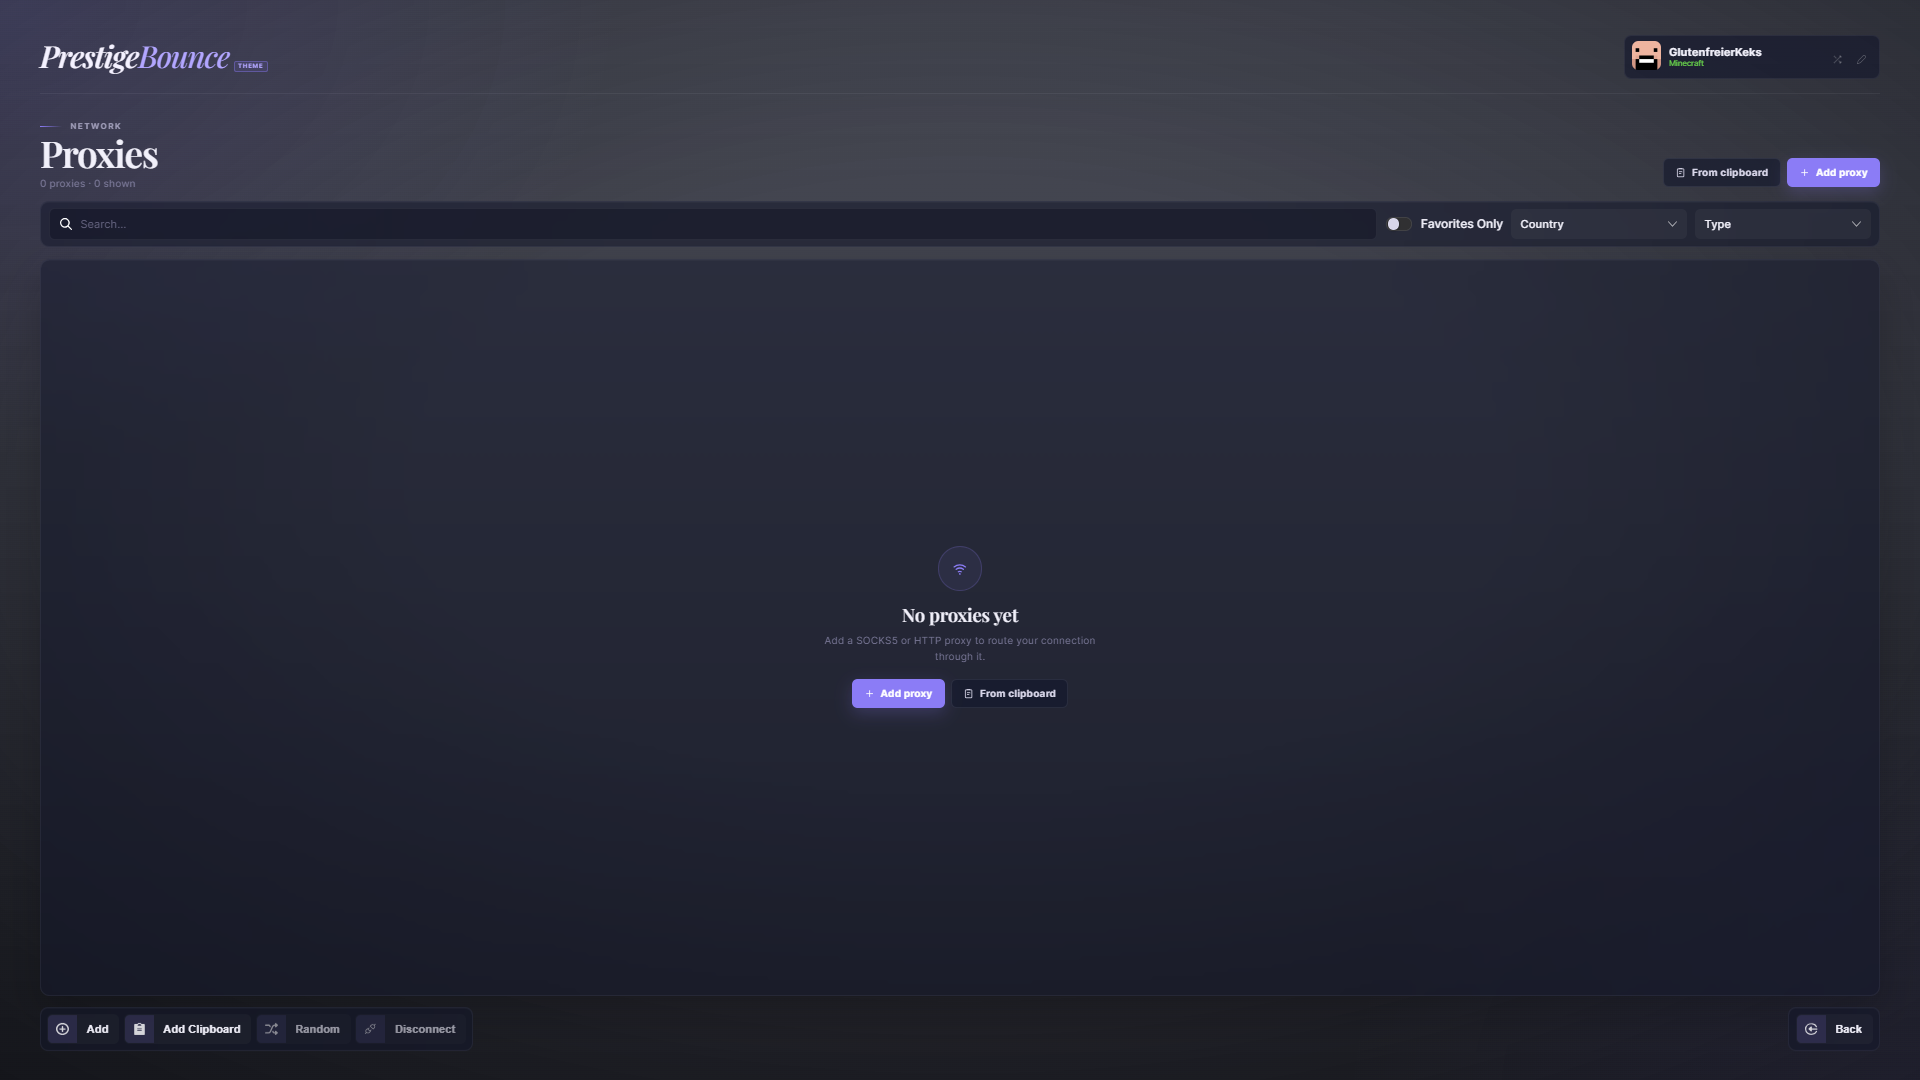 PrestigeBounce THEME
GlutenfreierKeks
Minecraft
NETWORK
Proxies
0 proxies · 0 shown
From clipboard
Add proxy
Search...
Favorites Only
Country
Type
No proxies yet
Add a SOCKS5 or HTTP proxy to route your connection
through it.
Add proxy
From clipboard
Add
Add Clipboard
Random
Disconnect
Back